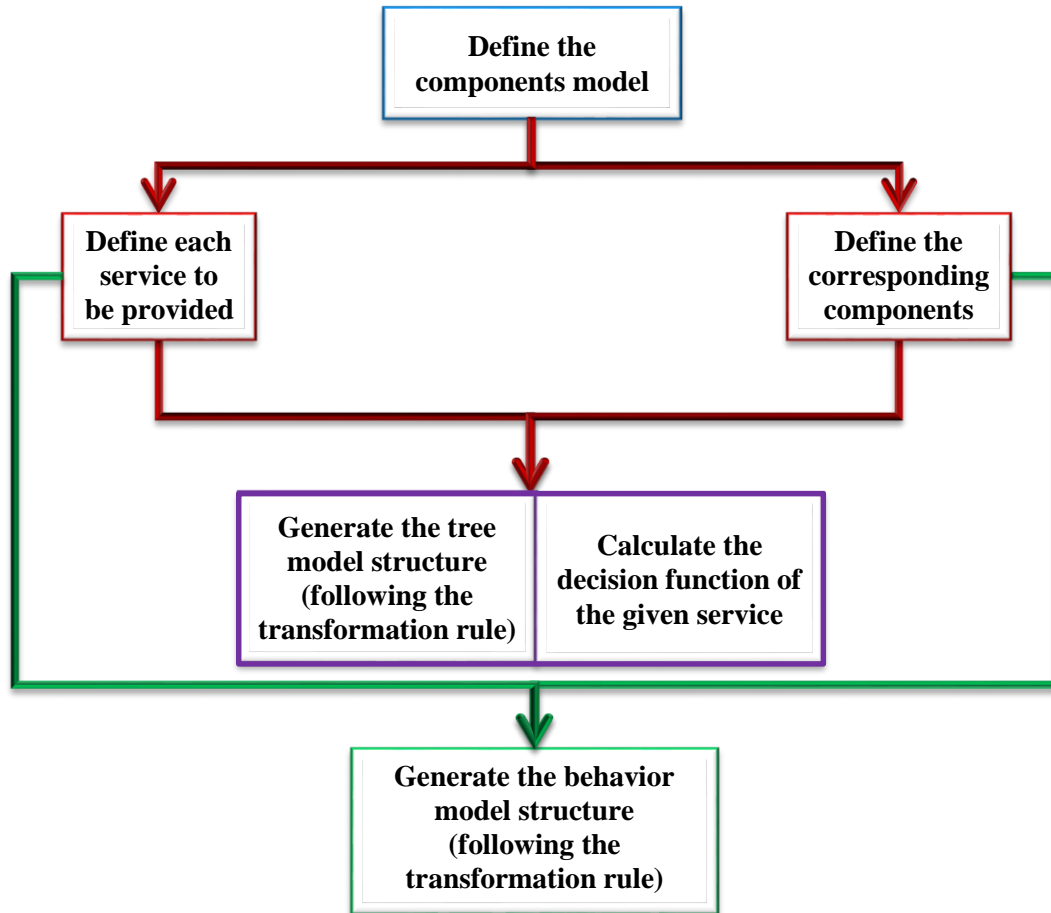 Define the
components model
Define each
service to
be provided
Define the
corresponding
components
Generate the tree
model structure
(following the
transformation rule)
Calculate the
decision function of
the given service
Generate the behavior
model structure
(following the
transformation rule)